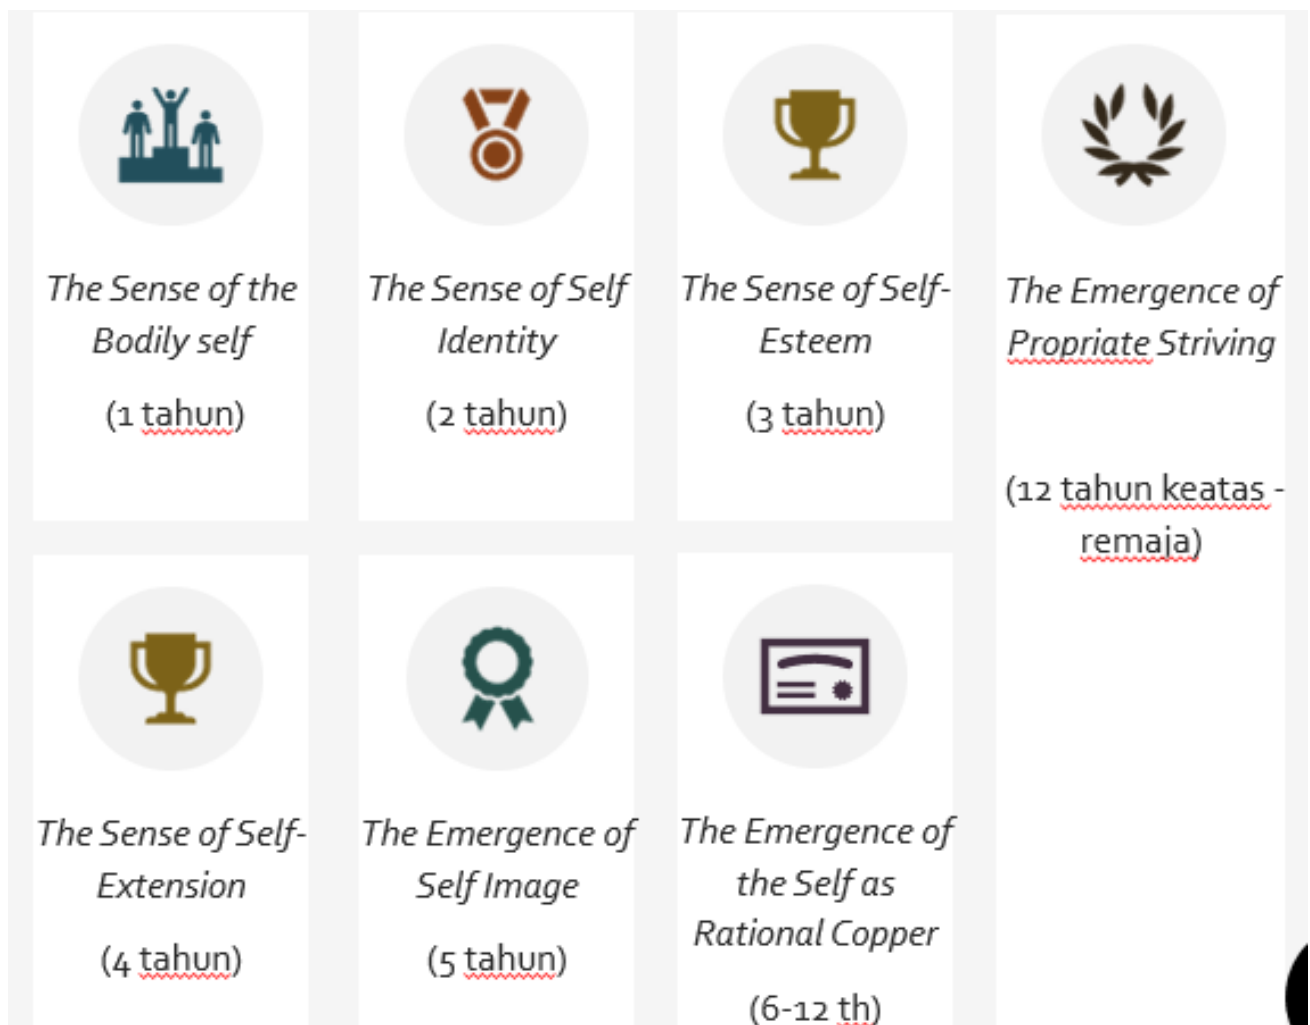 The Sense of the
Bodily self
(1 tahun)
The Sense of Self
Identity
(2 tahun)
The Sense of Self-
Esteem
(3 tahun)
The Emergence of
Propriate Striving
(12 tahun keatas -
remaja)
The Sense of Self-
Extension
(4 tahun)
The Emergence of
Self Image
(5 tahun)
The Emergence of
the Self as
Rational Copper
(6-12 th)